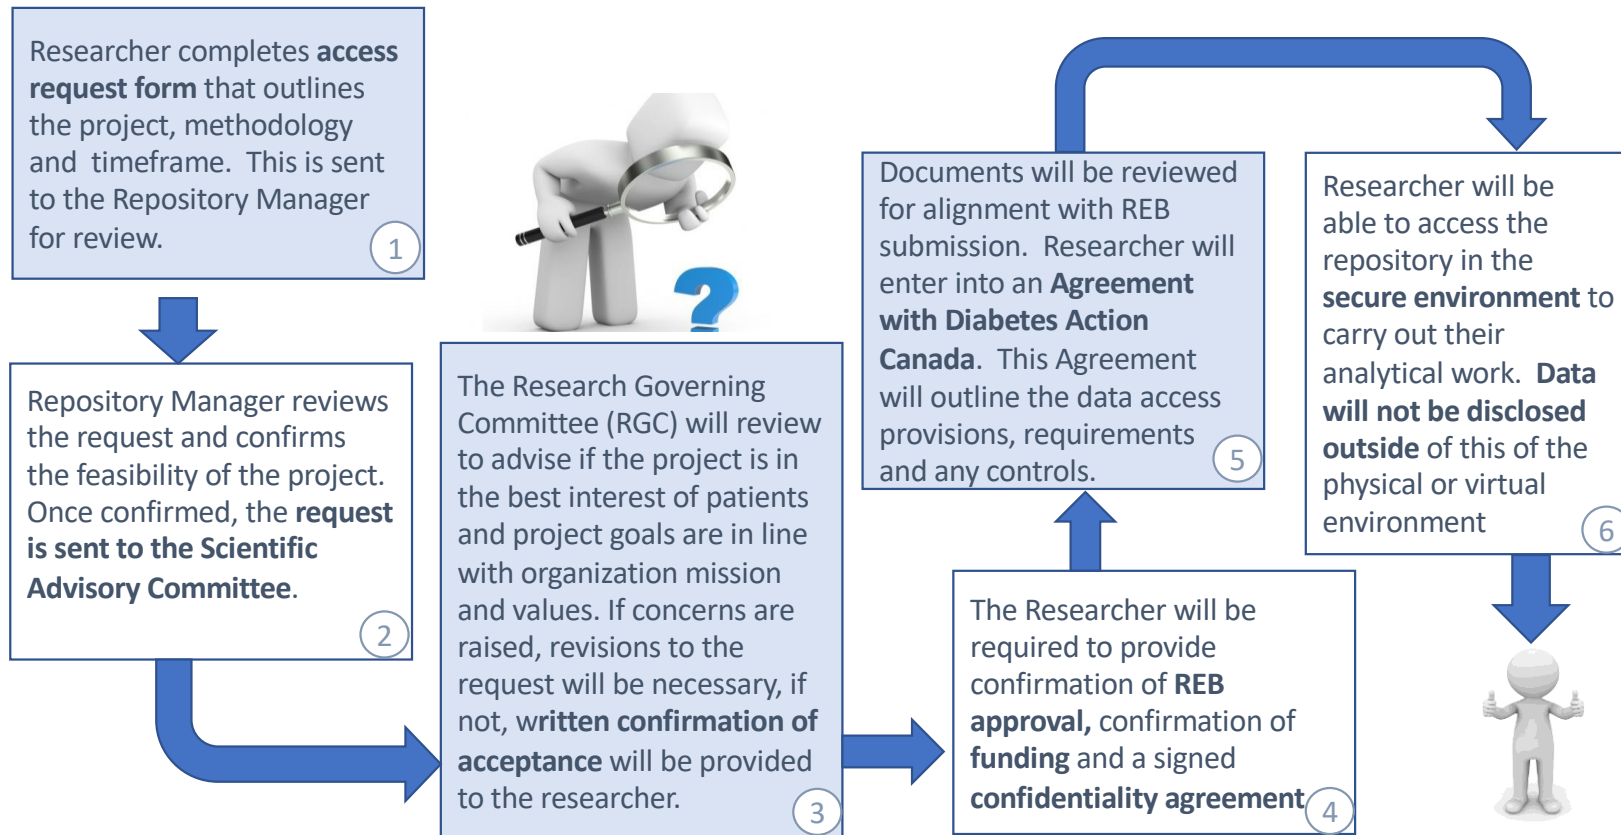 Researcher completes access
request form that outlines
the project, methodology
and timeframe. This is sent
to the Repository Manager
for review.
1
Repository Manager reviews
the request and confirms
the feasibility of the project.
Once confirmed, the request
is sent to the Scientific
Advisory Committee.
2
The Research Governing
Committee (RGC) will review
to advise if the project is in
the best interest of patients
and project goals are in line
with organization mission
and values. If concerns are
raised, revisions to the
request will be necessary, if
not, written confirmation of
acceptance will be provided
to the researcher.
3
The Researcher will be
required to provide
confirmation of REB
approval, confirmation of
funding and a signed
confidentiality agreement
4
Documents will be reviewed
for alignment with REB
submission. Researcher will
enter into an Agreement
with Diabetes Action
Canada. This Agreement
will outline the data access
provisions, requirements
and any controls.
5
Researcher will be
able to access the
repository in the
secure environment to
carry out their
analytical work. Data
will not be disclosed
outside of this of the
physical or virtual
environment
6
?